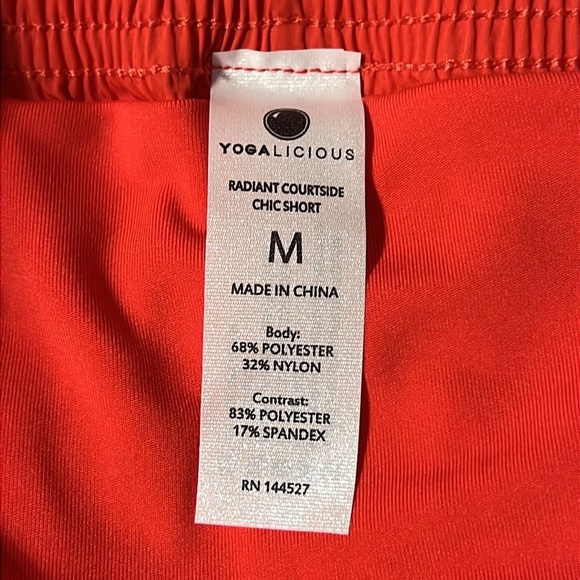 YOGALICIOUS
RADIANT COURTSIDE
CHIC SHORT
M
MADE IN CHINA
Body:
68% POLYESTER
32% NYLON
Contrast:
83% POLYESTER
17% SPANDEX
RN 144527